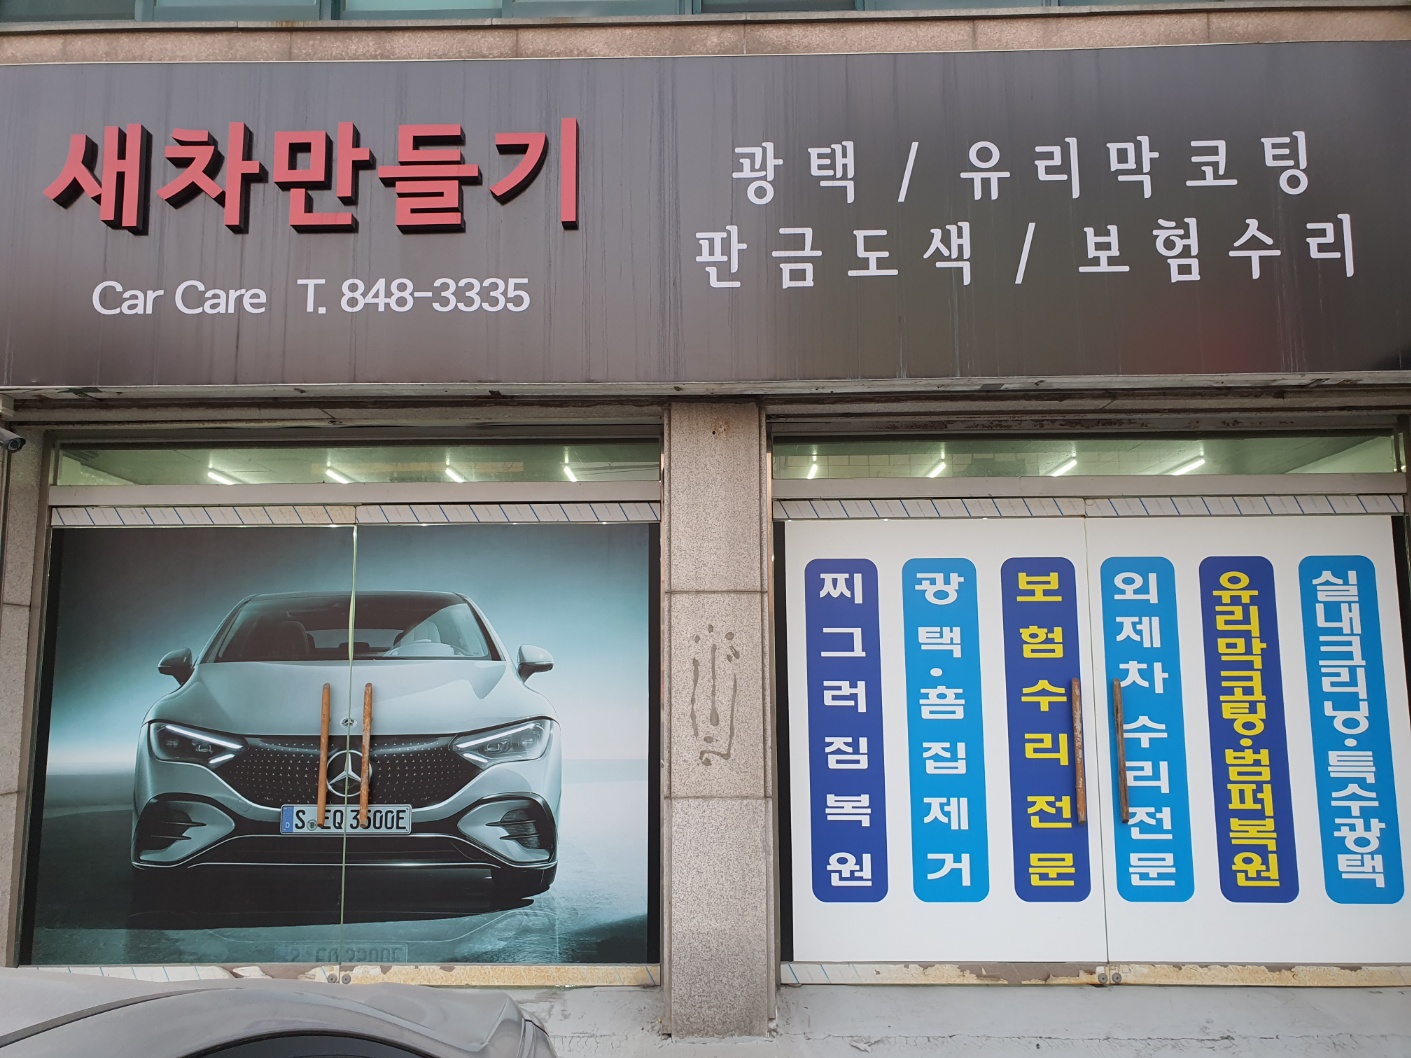 새차만들기
Car Care T. 848-3335
광택 / 유리막코팅
판금도색 / 보험수리
S EQ 3500E
찌그러짐복원
광택·흠집제거
보험수리전문
외제차수리전문
유리막코팅·범퍼복원
실내크리닝·특수광택